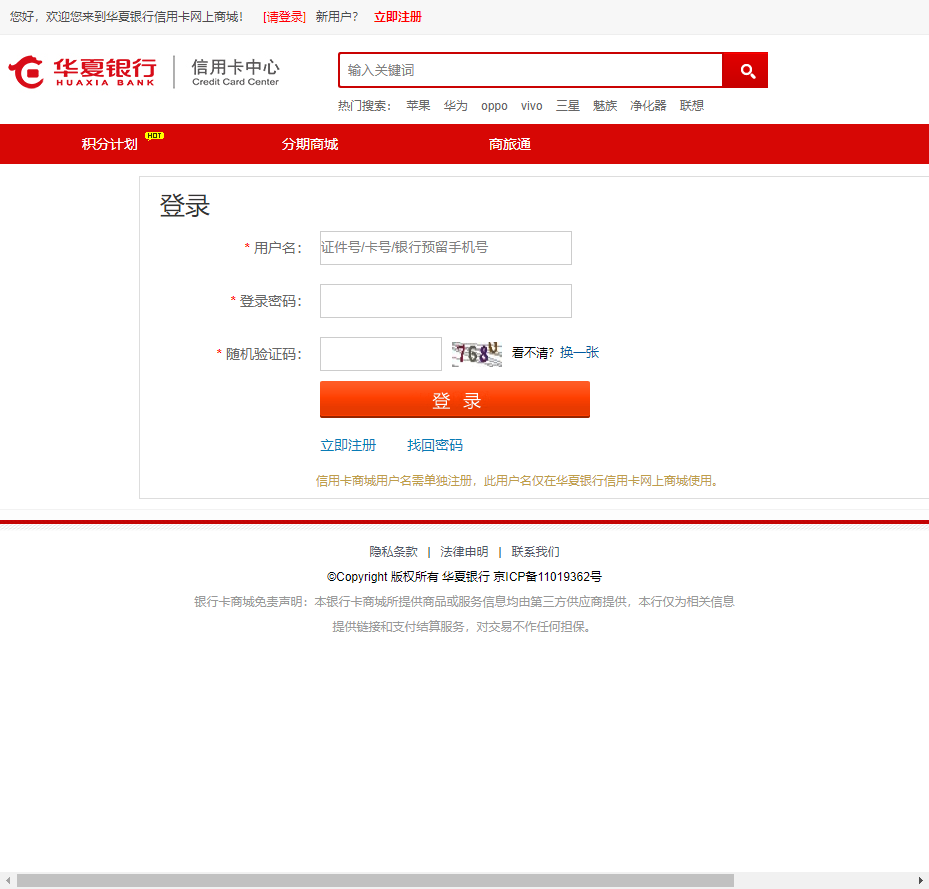 您好，欢迎您来到华夏银行信用卡网上商城！ [请登录] 新用户？ 立即注册
华夏银行 信用卡中心
HUAXIA BANK Credit Card Center
输入关键词
热门搜索： 苹果 华为 oppo vivo 三星 魅族 净化器 联想
积分计划 HOT 分期商城 商旅通
登录
* 用户名： 证件号/卡号/银行预留手机号
* 登录密码：
* 随机验证码： 768U 看不清? 换一张
登 录
立即注册 找回密码
信用卡商城用户名需单独注册，此用户名仅在华夏银行信用卡网上商城使用。
隐私条款 | 法律申明 | 联系我们
©Copyright 版权所有 华夏银行 京ICP备11019362号
银行卡商城免责声明：本银行卡商城所提供商品或服务信息均由第三方供应商提供，本行仅为相关信息
提供链接和支付结算服务，对交易不作任何担保。